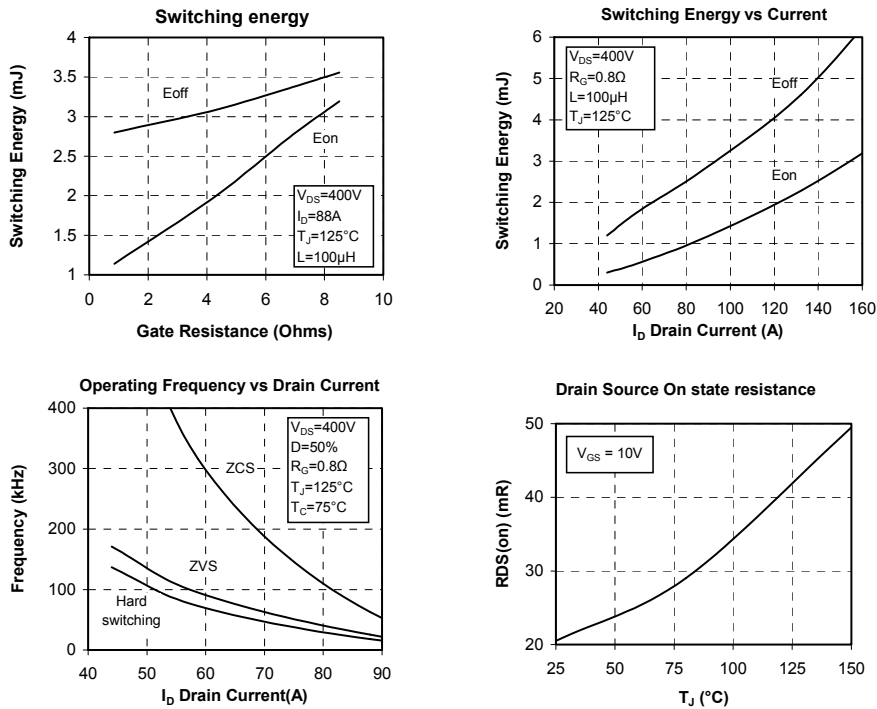 Switching energy
4
3.5
3
2.5
2
1.5
1
Switching Energy (mJ)
Eoff
Eon
VDS=400V
ID=88A
TJ=125°C
L=100µH
0 2 4 6 8 10
Gate Resistance (Ohms)
Switching Energy vs Current
6
5
4
3
2
1
0
Switching Energy (mJ)
VDS=400V
RG=0.8Ω
L=100µH
TJ=125°C
Eoff
Eon
20 40 60 80 100 120 140 160
ID Drain Current (A)
Operating Frequency vs Drain Current
400
300
200
100
0
Frequency (kHz)
ZCS
ZVS
Hard
switching
VDS=400V
D=50%
RG=0.8Ω
TJ=125°C
TC=75°C
40 50 60 70 80 90
ID Drain Current(A)
Drain Source On state resistance
50
40
30
20
RDS(on) (mR)
VGS = 10V
25 50 75 100 125 150
TJ (°C)